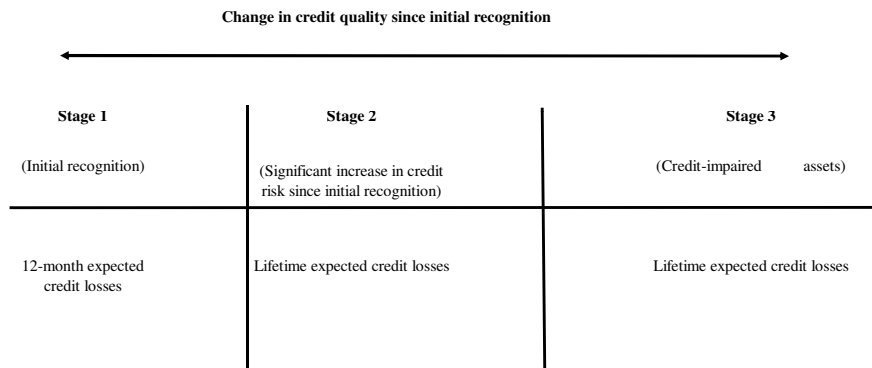 Change in credit quality since initial recognition
Stage 1
Stage 2
Stage 3
(Initial recognition)
(Significant increase in credit
risk since initial recognition)
(Credit-impaired assets)
12-month expected
credit losses
Lifetime expected credit losses
Lifetime expected credit losses